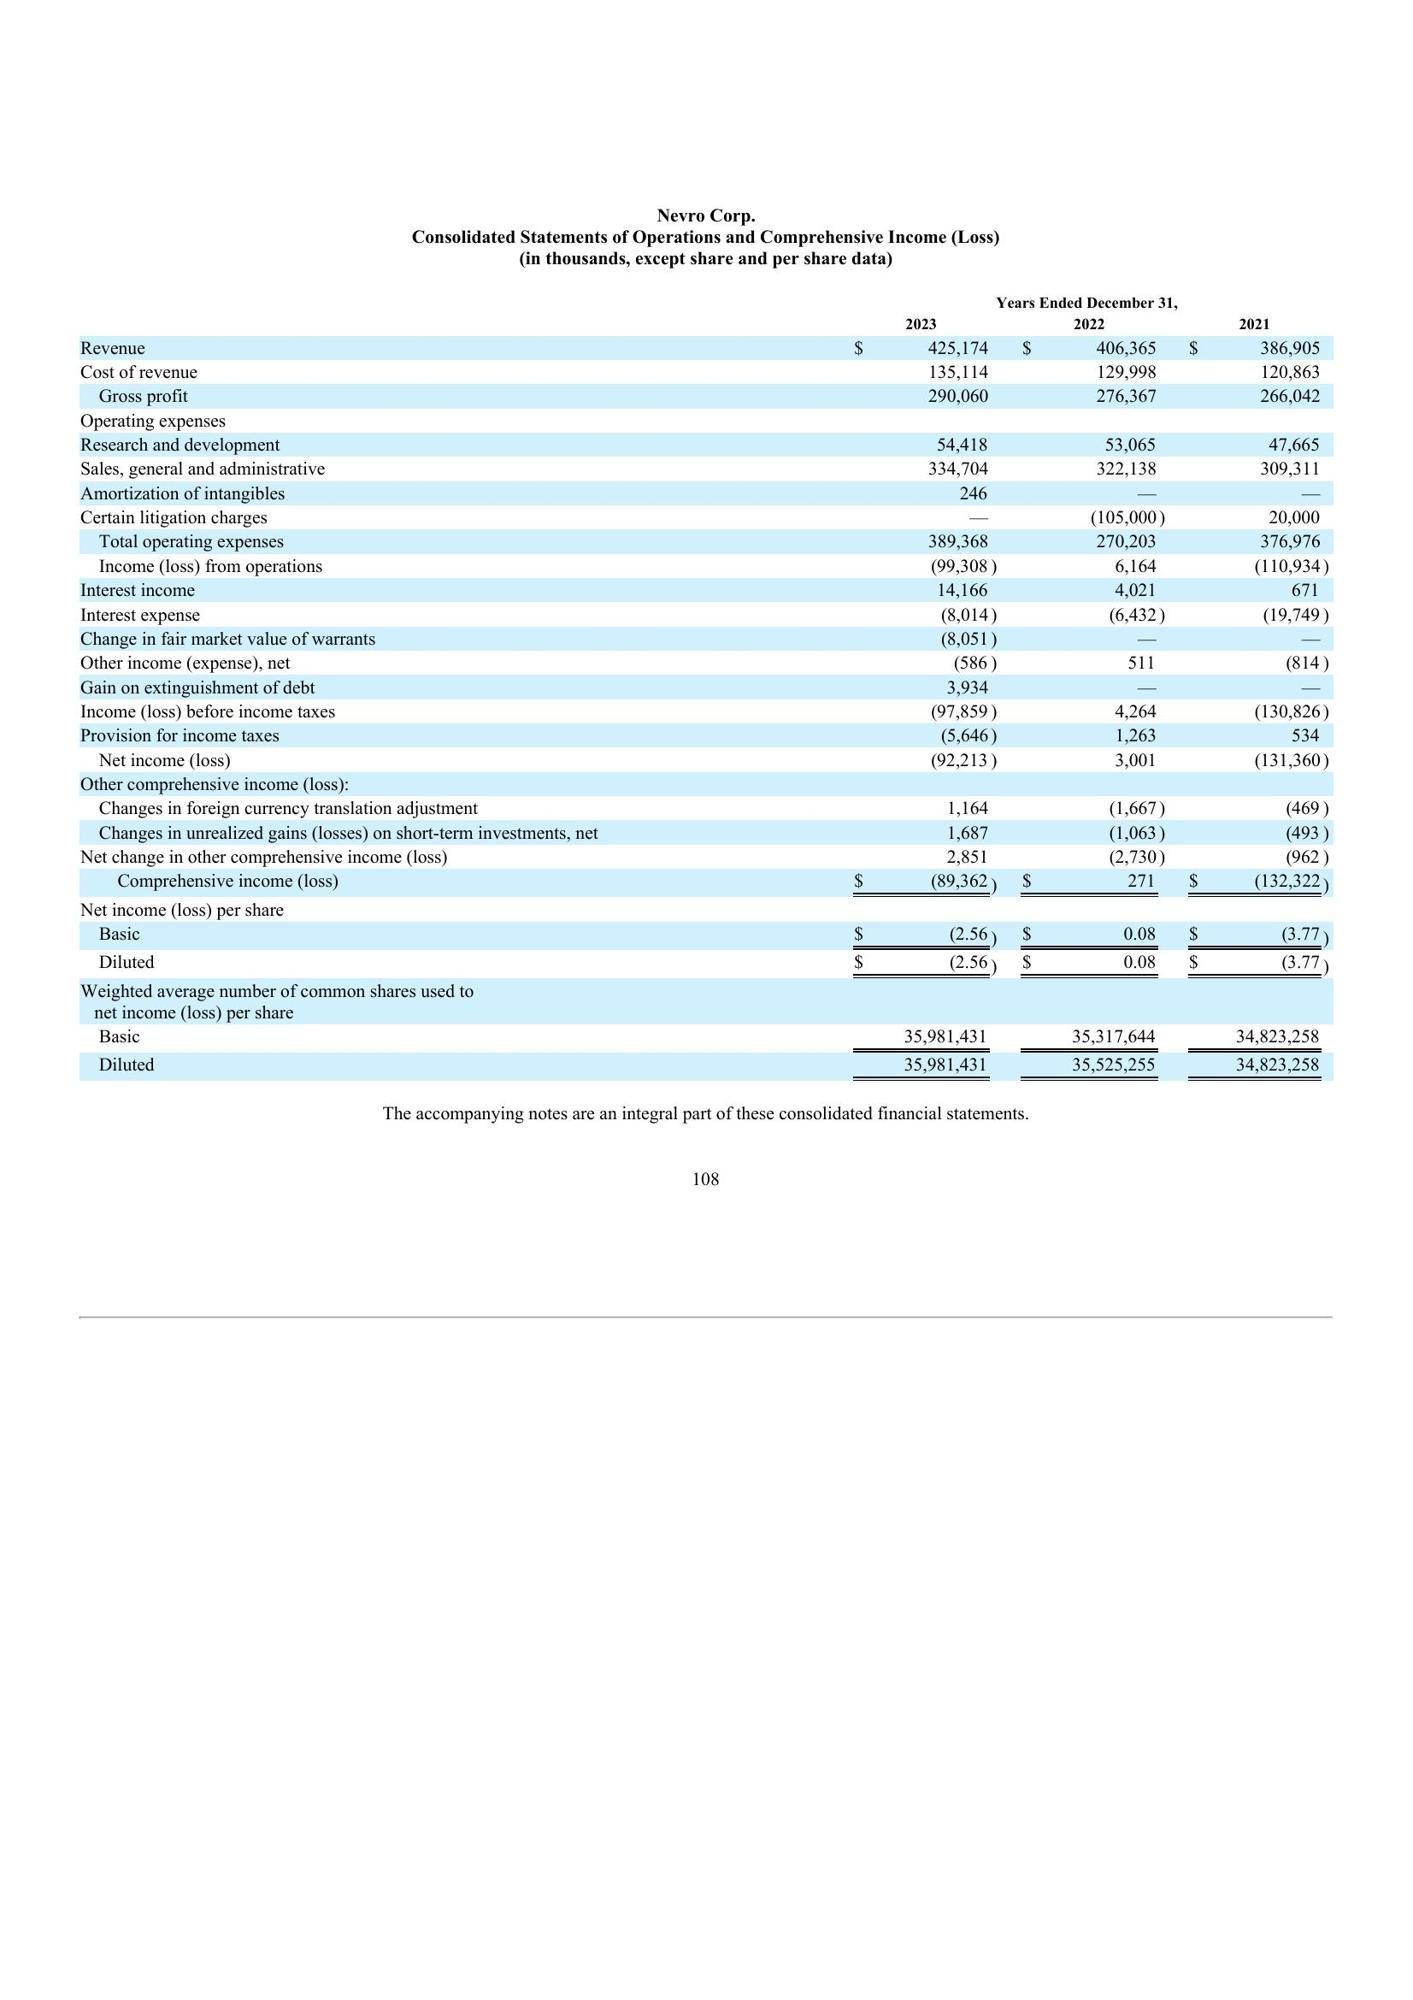 Nevro Corp.
Consolidated Statements of Operations and Comprehensive Income (Loss)
(in thousands, except share and per share data)
Years Ended December 31,
2023 2022 2021
Revenue $ 425,174 $ 406,365 $ 386,905
Cost of revenue 135,114 129,998 120,863
Gross profit 290,060 276,367 266,042
Operating expenses
Research and development 54,418 53,065 47,665
Sales, general and administrative 334,704 322,138 309,311
Amortization of intangibles 246 — —
Certain litigation charges — (105,000) 20,000
Total operating expenses 389,368 270,203 376,976
Income (loss) from operations (99,308) 6,164 (110,934)
Interest income 14,166 4,021 671
Interest expense (8,014) (6,432) (19,749)
Change in fair market value of warrants (8,051) — —
Other income (expense), net (586) 511 (814)
Gain on extinguishment of debt 3,934 — —
Income (loss) before income taxes (97,859) 4,264 (130,826)
Provision for income taxes (5,646) 1,263 534
Net income (loss) (92,213) 3,001 (131,360)
Other comprehensive income (loss):
Changes in foreign currency translation adjustment 1,164 (1,667) (469)
Changes in unrealized gains (losses) on short-term investments, net 1,687 (1,063) (493)
Net change in other comprehensive income (loss) 2,851 (2,730) (962)
Comprehensive income (loss) $ (89,362) $ 271 $ (132,322)
Net income (loss) per share
Basic $ (2.56) $ 0.08 $ (3.77)
Diluted $ (2.56) $ 0.08 $ (3.77)
Weighted average number of common shares used to
net income (loss) per share
Basic 35,981,431 35,317,644 34,823,258
Diluted 35,981,431 35,525,255 34,823,258
The accompanying notes are an integral part of these consolidated financial statements.
108